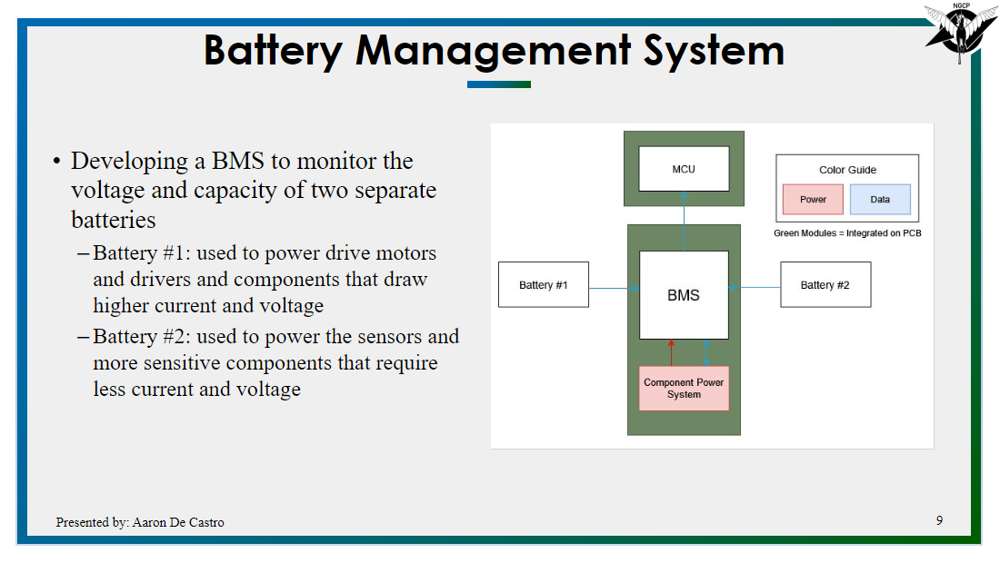 NGCP
Battery Management System
• Developing a BMS to monitor the
voltage and capacity of two separate
batteries
– Battery #1: used to power drive motors
and drivers and components that draw
higher current and voltage
– Battery #2: used to power the sensors and
more sensitive components that require
less current and voltage
MCU
Color Guide
Power
Data
Green Modules = Integrated on PCB
Battery #1
BMS
Battery #2
Component Power
System
Presented by: Aaron De Castro
9